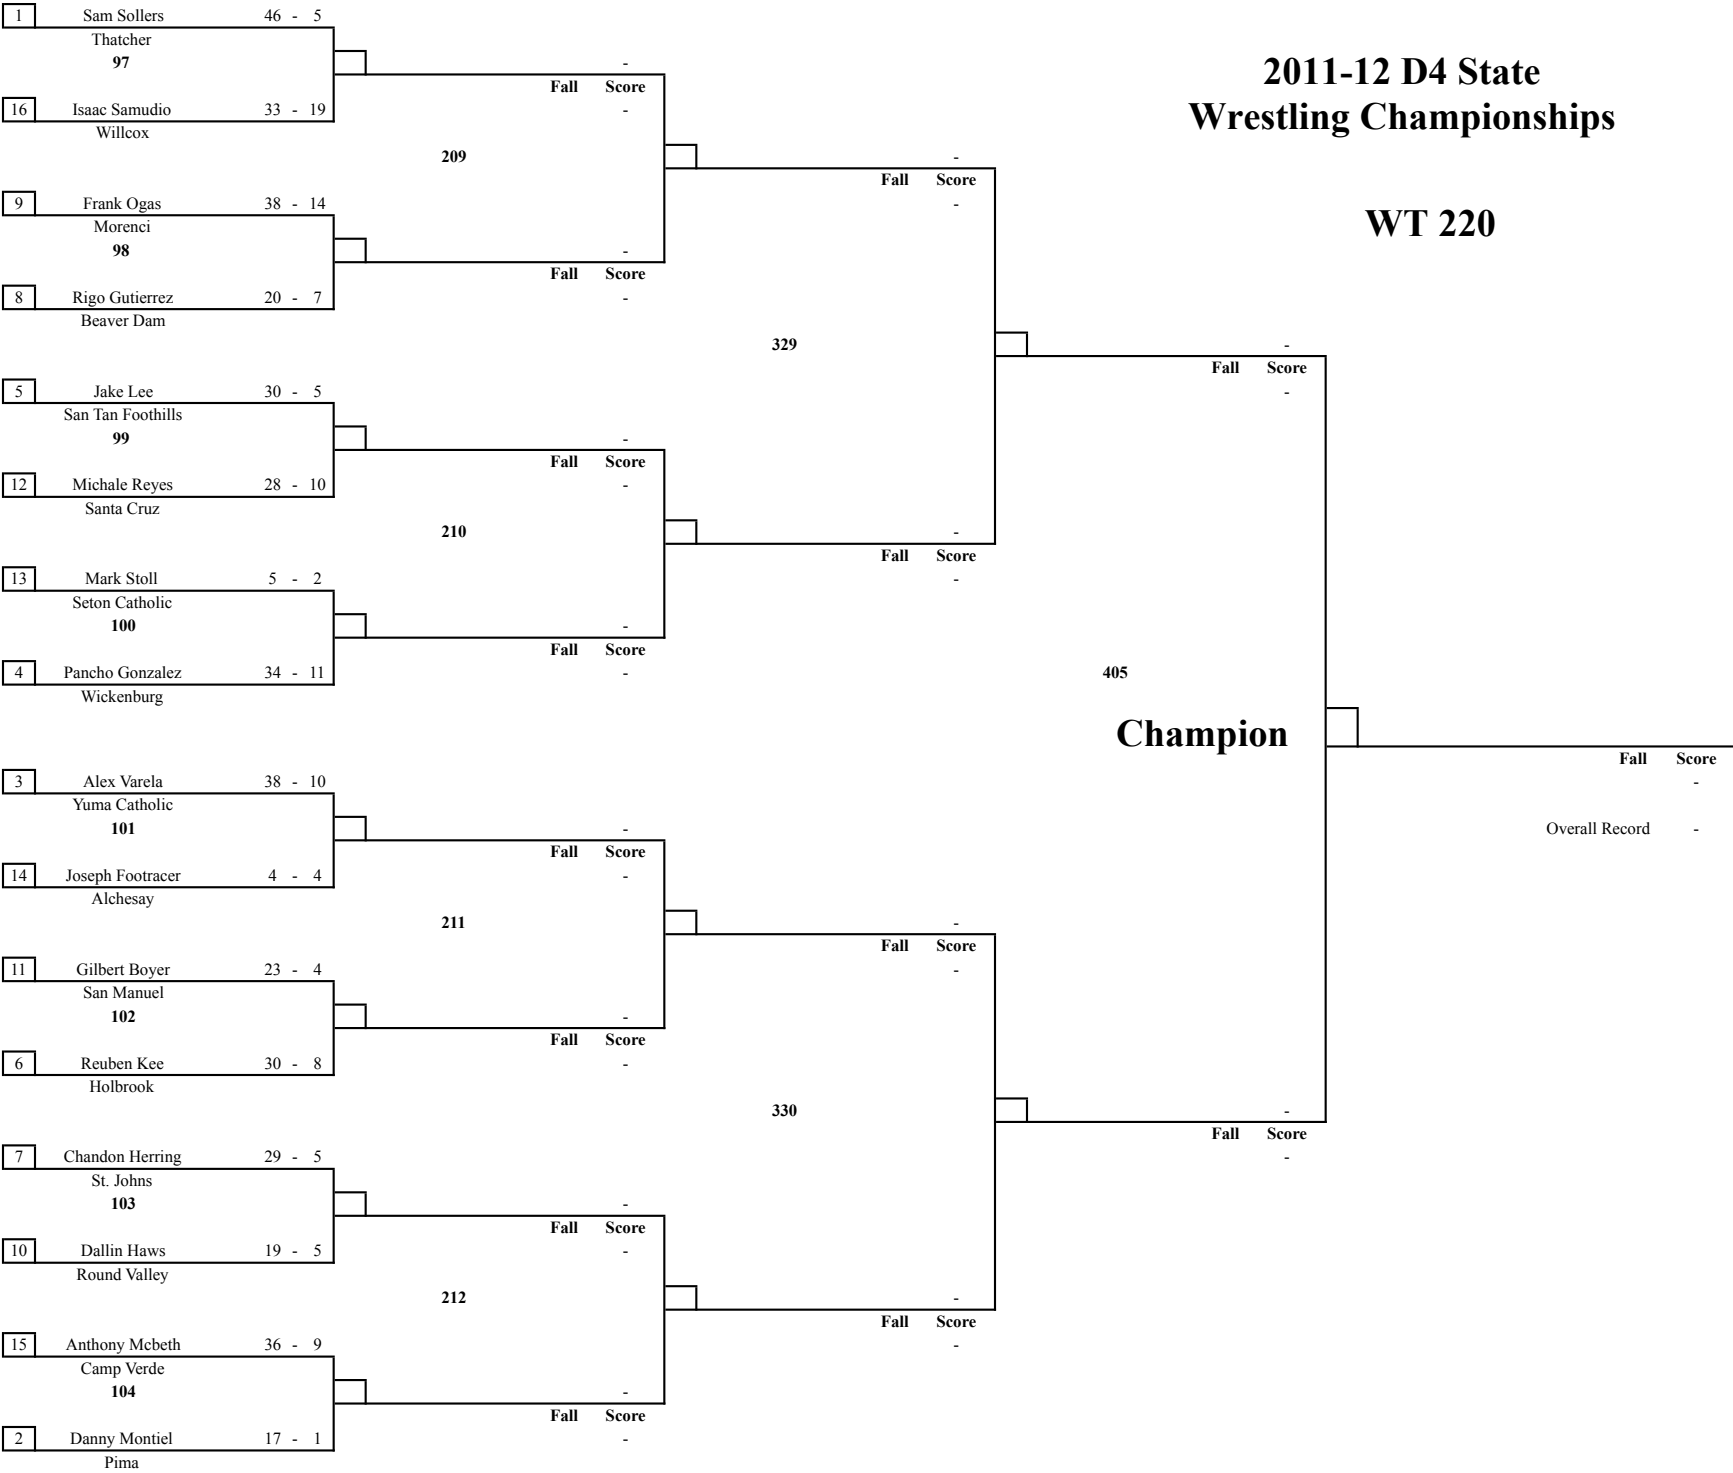 1 Sam Sollers 46 - 5
Thatcher
97
-
Fall Score
-
16 Isaac Samudio 33 - 19
Willcox
2011-12 D4 State
Wrestling Championships
209
-
Fall Score
-
9 Frank Ogas 38 - 14
Morenci
98
-
Fall Score
-
8 Rigo Gutierrez 20 - 7
Beaver Dam
WT 220
329
-
Fall Score
-
5 Jake Lee 30 - 5
San Tan Foothills
99
-
Fall Score
-
12 Michale Reyes 28 - 10
Santa Cruz
210
-
Fall Score
-
13 Mark Stoll 5 - 2
Seton Catholic
100
-
Fall Score
-
4 Pancho Gonzalez 34 - 11
Wickenburg
405
Champion
Fall Score
-
Overall Record -
3 Alex Varela 38 - 10
Yuma Catholic
101
-
Fall Score
-
14 Joseph Footracer 4 - 4
Alchesay
211
-
Fall Score
-
11 Gilbert Boyer 23 - 4
San Manuel
102
-
Fall Score
-
6 Reuben Kee 30 - 8
Holbrook
330
-
Fall Score
-
7 Chandon Herring 29 - 5
St. Johns
103
-
Fall Score
-
10 Dallin Haws 19 - 5
Round Valley
212
-
Fall Score
-
15 Anthony Mcbeth 36 - 9
Camp Verde
104
-
Fall Score
-
2 Danny Montiel 17 - 1
Pima